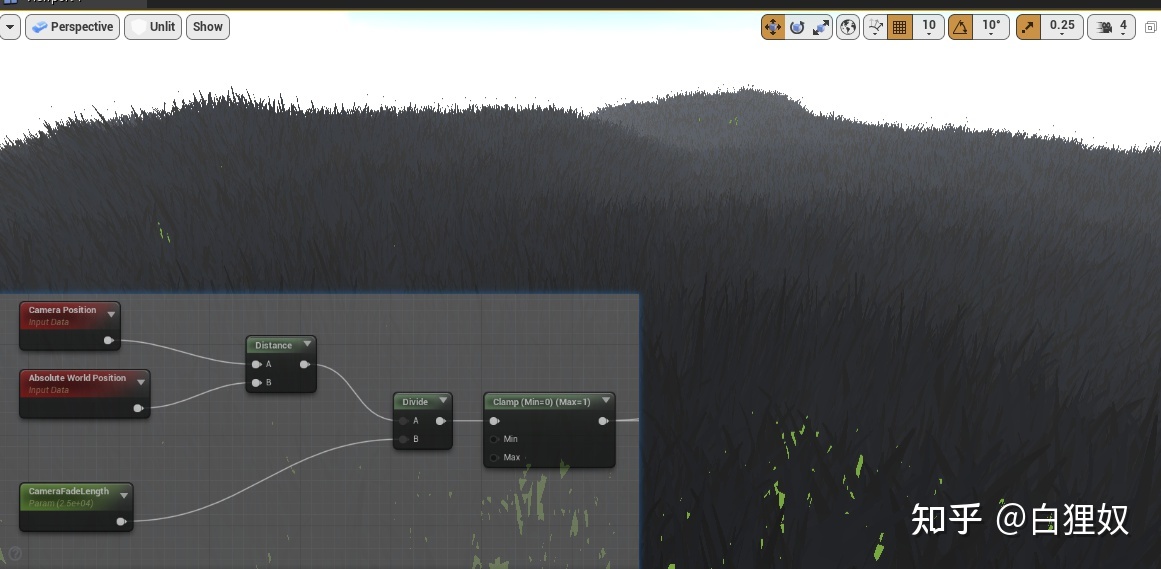 Perspective
Unlit
Show
10
10°
0.25
4
Camera Position
Input Data
Absolute World Position
Input Data
Distance
A
B
Divide
A
B
Clamp (Min=0) (Max=1)
Min
Max
CameraFadeLength
Param (2.5e+04)
知乎 @白狸奴